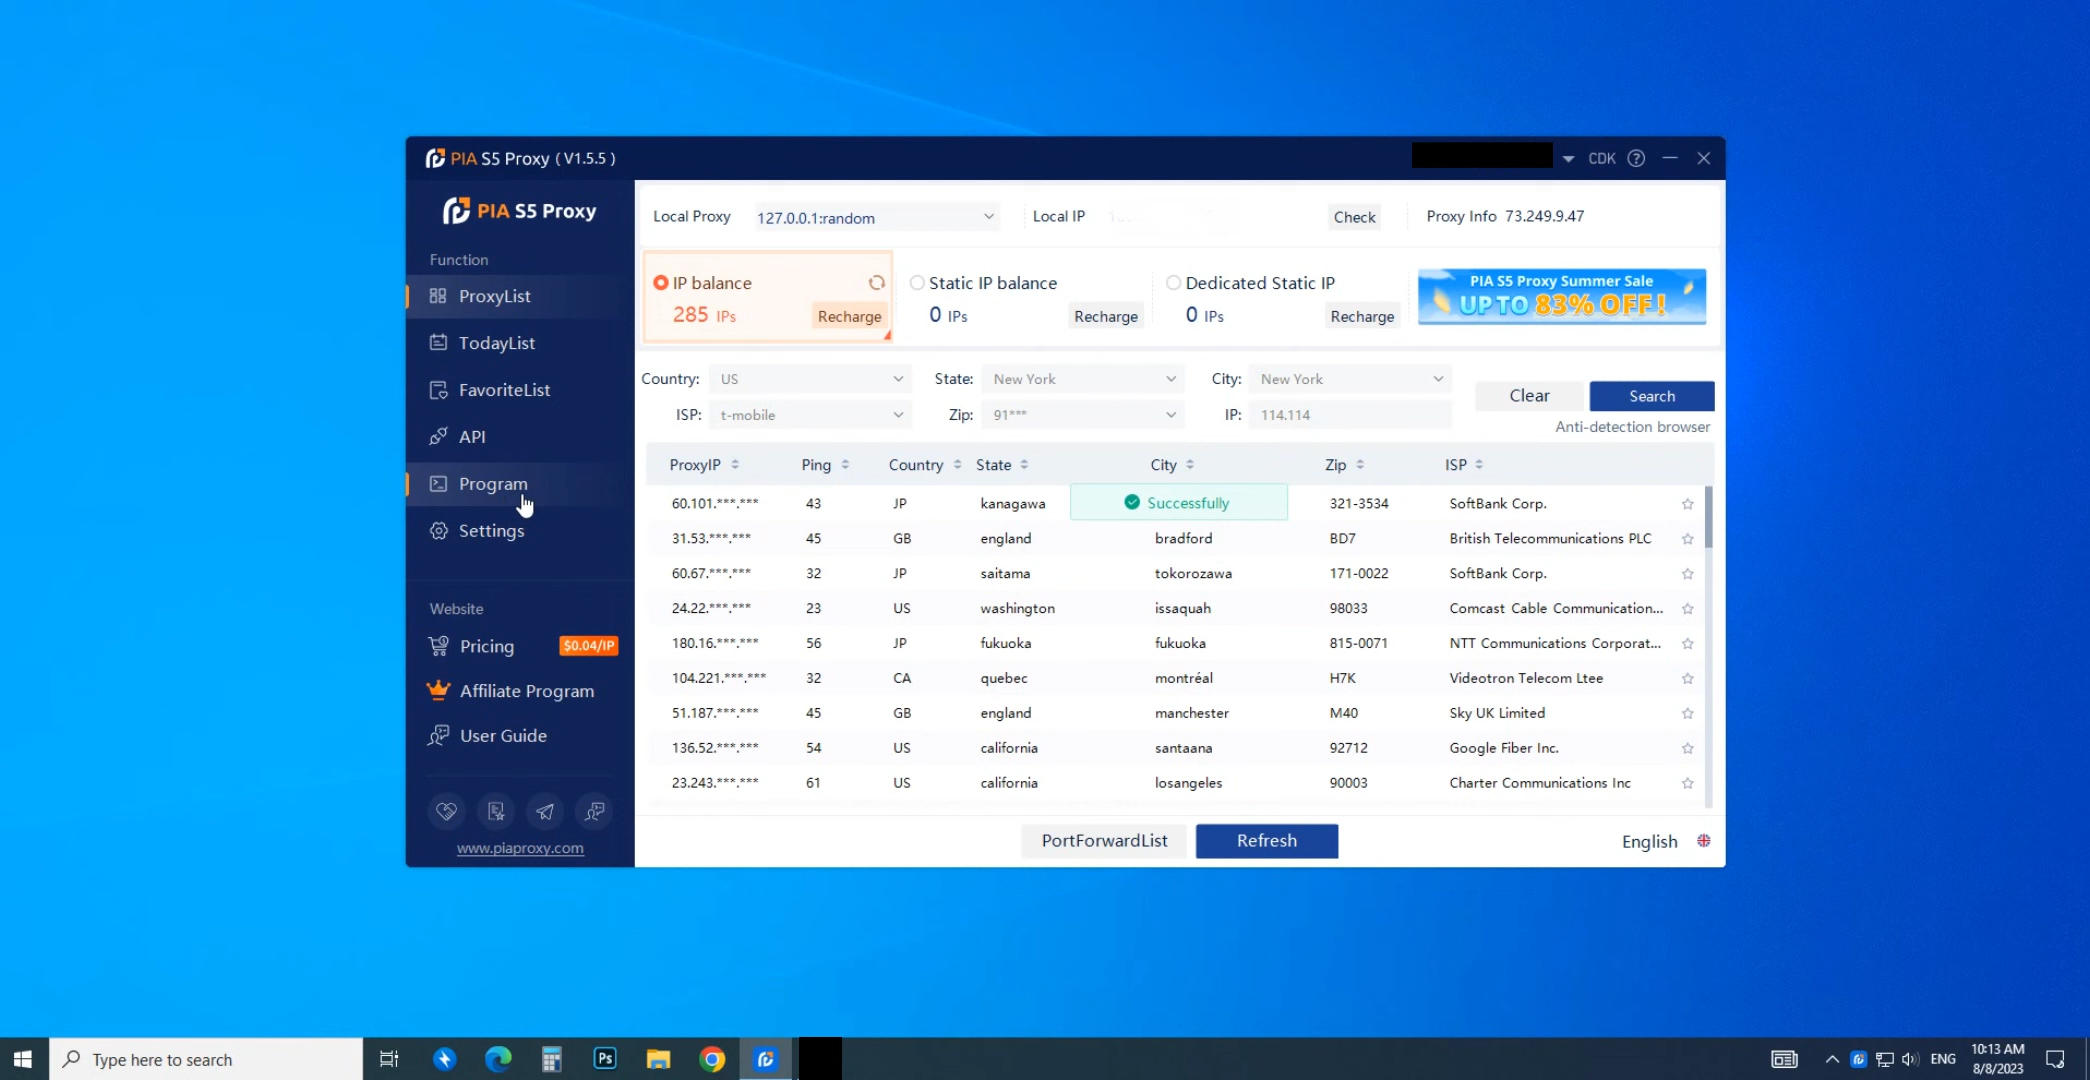 PIA S5 Proxy ( V1.5.5 )
CDK
PIA S5 Proxy
Function
ProxyList
TodayList
FavoriteList
API
Program
Settings
Website
Pricing $0.04/IP
Affiliate Program
User Guide
www.piaproxy.com
Local Proxy 127.0.0.1:random Local IP Check Proxy Info 73.249.9.47
IP balance
285 IPs Recharge
Static IP balance
0 IPs Recharge
Dedicated Static IP
0 IPs Recharge
PIA S5 Proxy Summer Sale
UP TO 83% OFF!
Country: US State: New York City: New York
ISP: t-mobile Zip: 91*** IP: 114.114
Clear Search
Anti-detection browser
ProxyIP Ping Country State City Zip ISP
60.101.***.*** 43 JP kanagawa Successfully 321-3534 SoftBank Corp.
31.53.***.*** 45 GB england bradford BD7 British Telecommunications PLC
60.67.***.*** 32 JP saitama tokorozawa 171-0022 SoftBank Corp.
24.22.***.*** 23 US washington issaquah 98033 Comcast Cable Communication...
180.16.***.*** 56 JP fukuoka fukuoka 815-0071 NTT Communications Corporat...
104.221.***.*** 32 CA quebec montréal H7K Videotron Telecom Ltee
51.187.***.*** 45 GB england manchester M40 Sky UK Limited
136.52.***.*** 54 US california santaana 92712 Google Fiber Inc.
23.243.***.*** 61 US california losangeles 90003 Charter Communications Inc
PortForwardList Refresh English
Type here to search
Ps
ENG
10:13 AM
8/8/2023